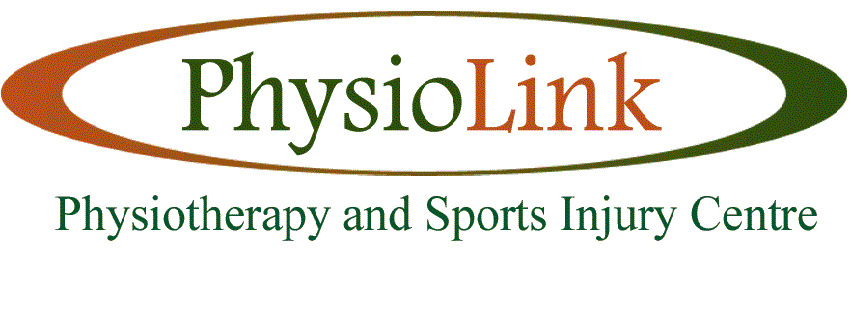 PhysioLink
Physiotherapy and Sports Injury Centre